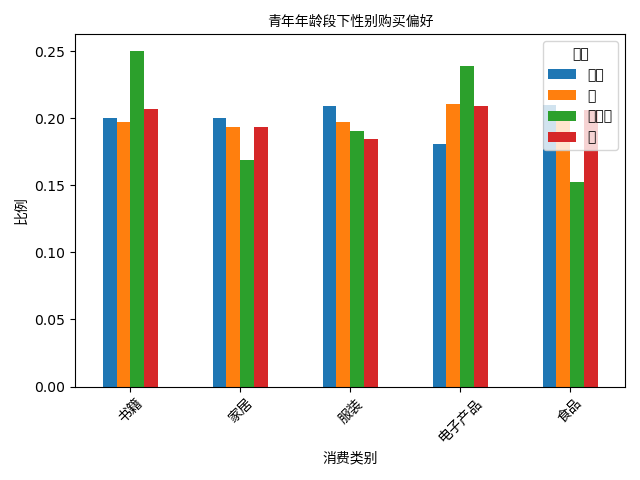 青年年龄段下性别购买偏好
0.25
0.20
0.15
0.10
0.05
0.00
比例
书籍
家居
服装
电子产品
食品
消费类别